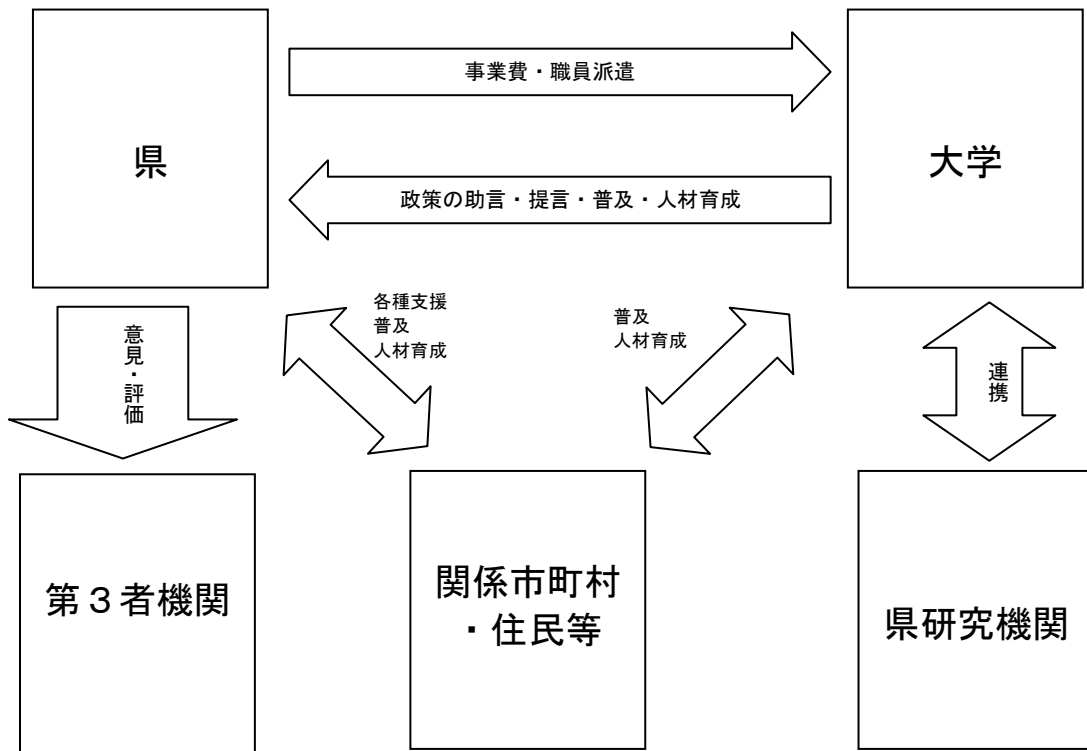 県
事業費・職員派遣
大学
政策の助言・提言・普及・人材育成
意見・評価
各種支援
普及
人材育成
普及
人材育成
連携
第３者機関
関係市町村
・住民等
県研究機関